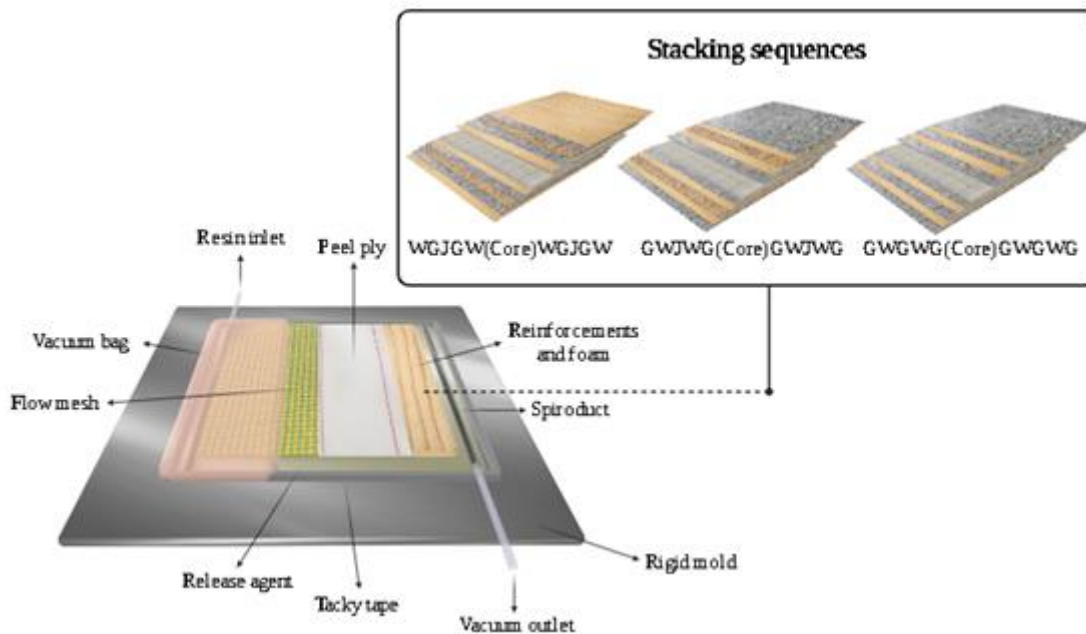 Stacking sequences
WGJGW(Core)WGJGW
GWJWG(Core)GWJWG
GWGWG(Core)GWGWG
Resin inlet
Peel ply
Vacuum bag
Reinforcements
and foam
Flow mesh
Spiroduct
Release agent
Tacky tape
Rigid mold
Vacuum outlet